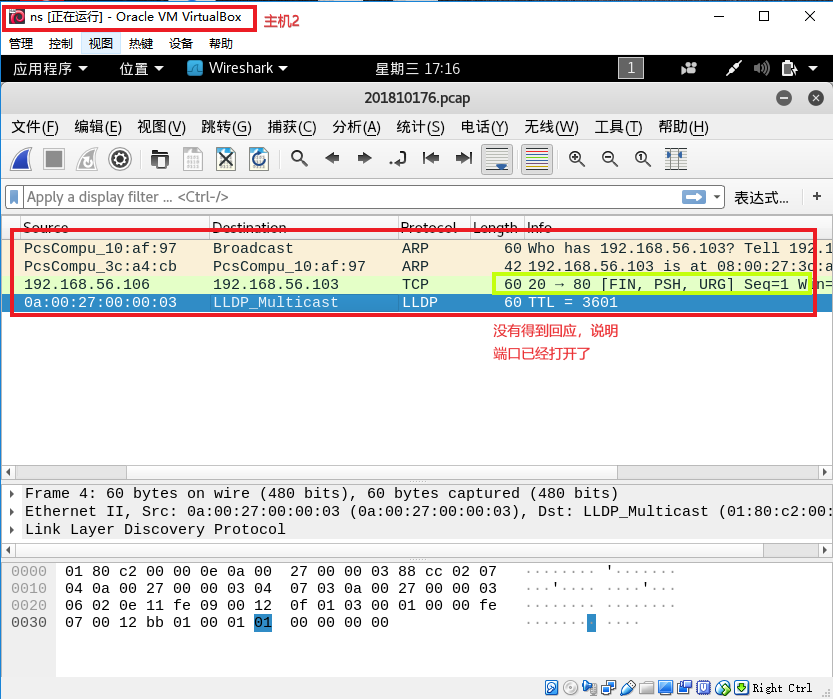 ns [正在运行] - Oracle VM VirtualBox 主机2
管理 控制 视图 热键 设备 帮助
应用程序 位置 Wireshark 星期三 17:16 1
201810176.pcap
文件(F) 编辑(E) 视图(V) 跳转(G) 捕获(C) 分析(A) 统计(S) 电话(Y) 无线(W) 工具(T) 帮助(H)
Apply a display filter … <Ctrl-/> 表达式… +
Source Destination Protocol Length Info
PcsCompu_10:af:97 Broadcast ARP 60 Who has 192.168.56.103? Tell 192.1
PcsCompu_3c:a4:cb PcsCompu_10:af:97 ARP 42 192.168.56.103 is at 08:00:27:3c:a
192.168.56.106 192.168.56.103 TCP 60 20 → 80 [FIN, PSH, URG] Seq=1 Win=
0a:00:27:00:00:03 LLDP_Multicast LLDP 60 TTL = 3601
没有得到回应，说明
端口已经打开了
Frame 4: 60 bytes on wire (480 bits), 60 bytes captured (480 bits)
Ethernet II, Src: 0a:00:27:00:00:03 (0a:00:27:00:00:03), Dst: LLDP_Multicast (01:80:c2:00:
Link Layer Discovery Protocol
0000 01 80 c2 00 00 0e 0a 00 27 00 00 03 88 cc 02 07 ········ '·······
0010 04 0a 00 27 00 00 03 04 07 03 0a 00 27 00 00 03 ···'···· ····'···
0020 06 02 0e 11 fe 09 00 12 0f 01 03 00 01 00 00 fe ········ ········
0030 07 00 12 bb 01 00 01 01 00 00 00 00 ········ ····
Right Ctrl